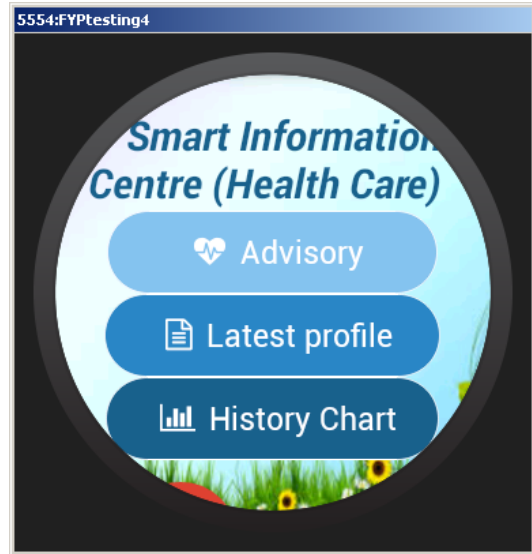 5554:FYPtesting4
Smart Information
Centre (Health Care)
Advisory
Latest profile
History Chart